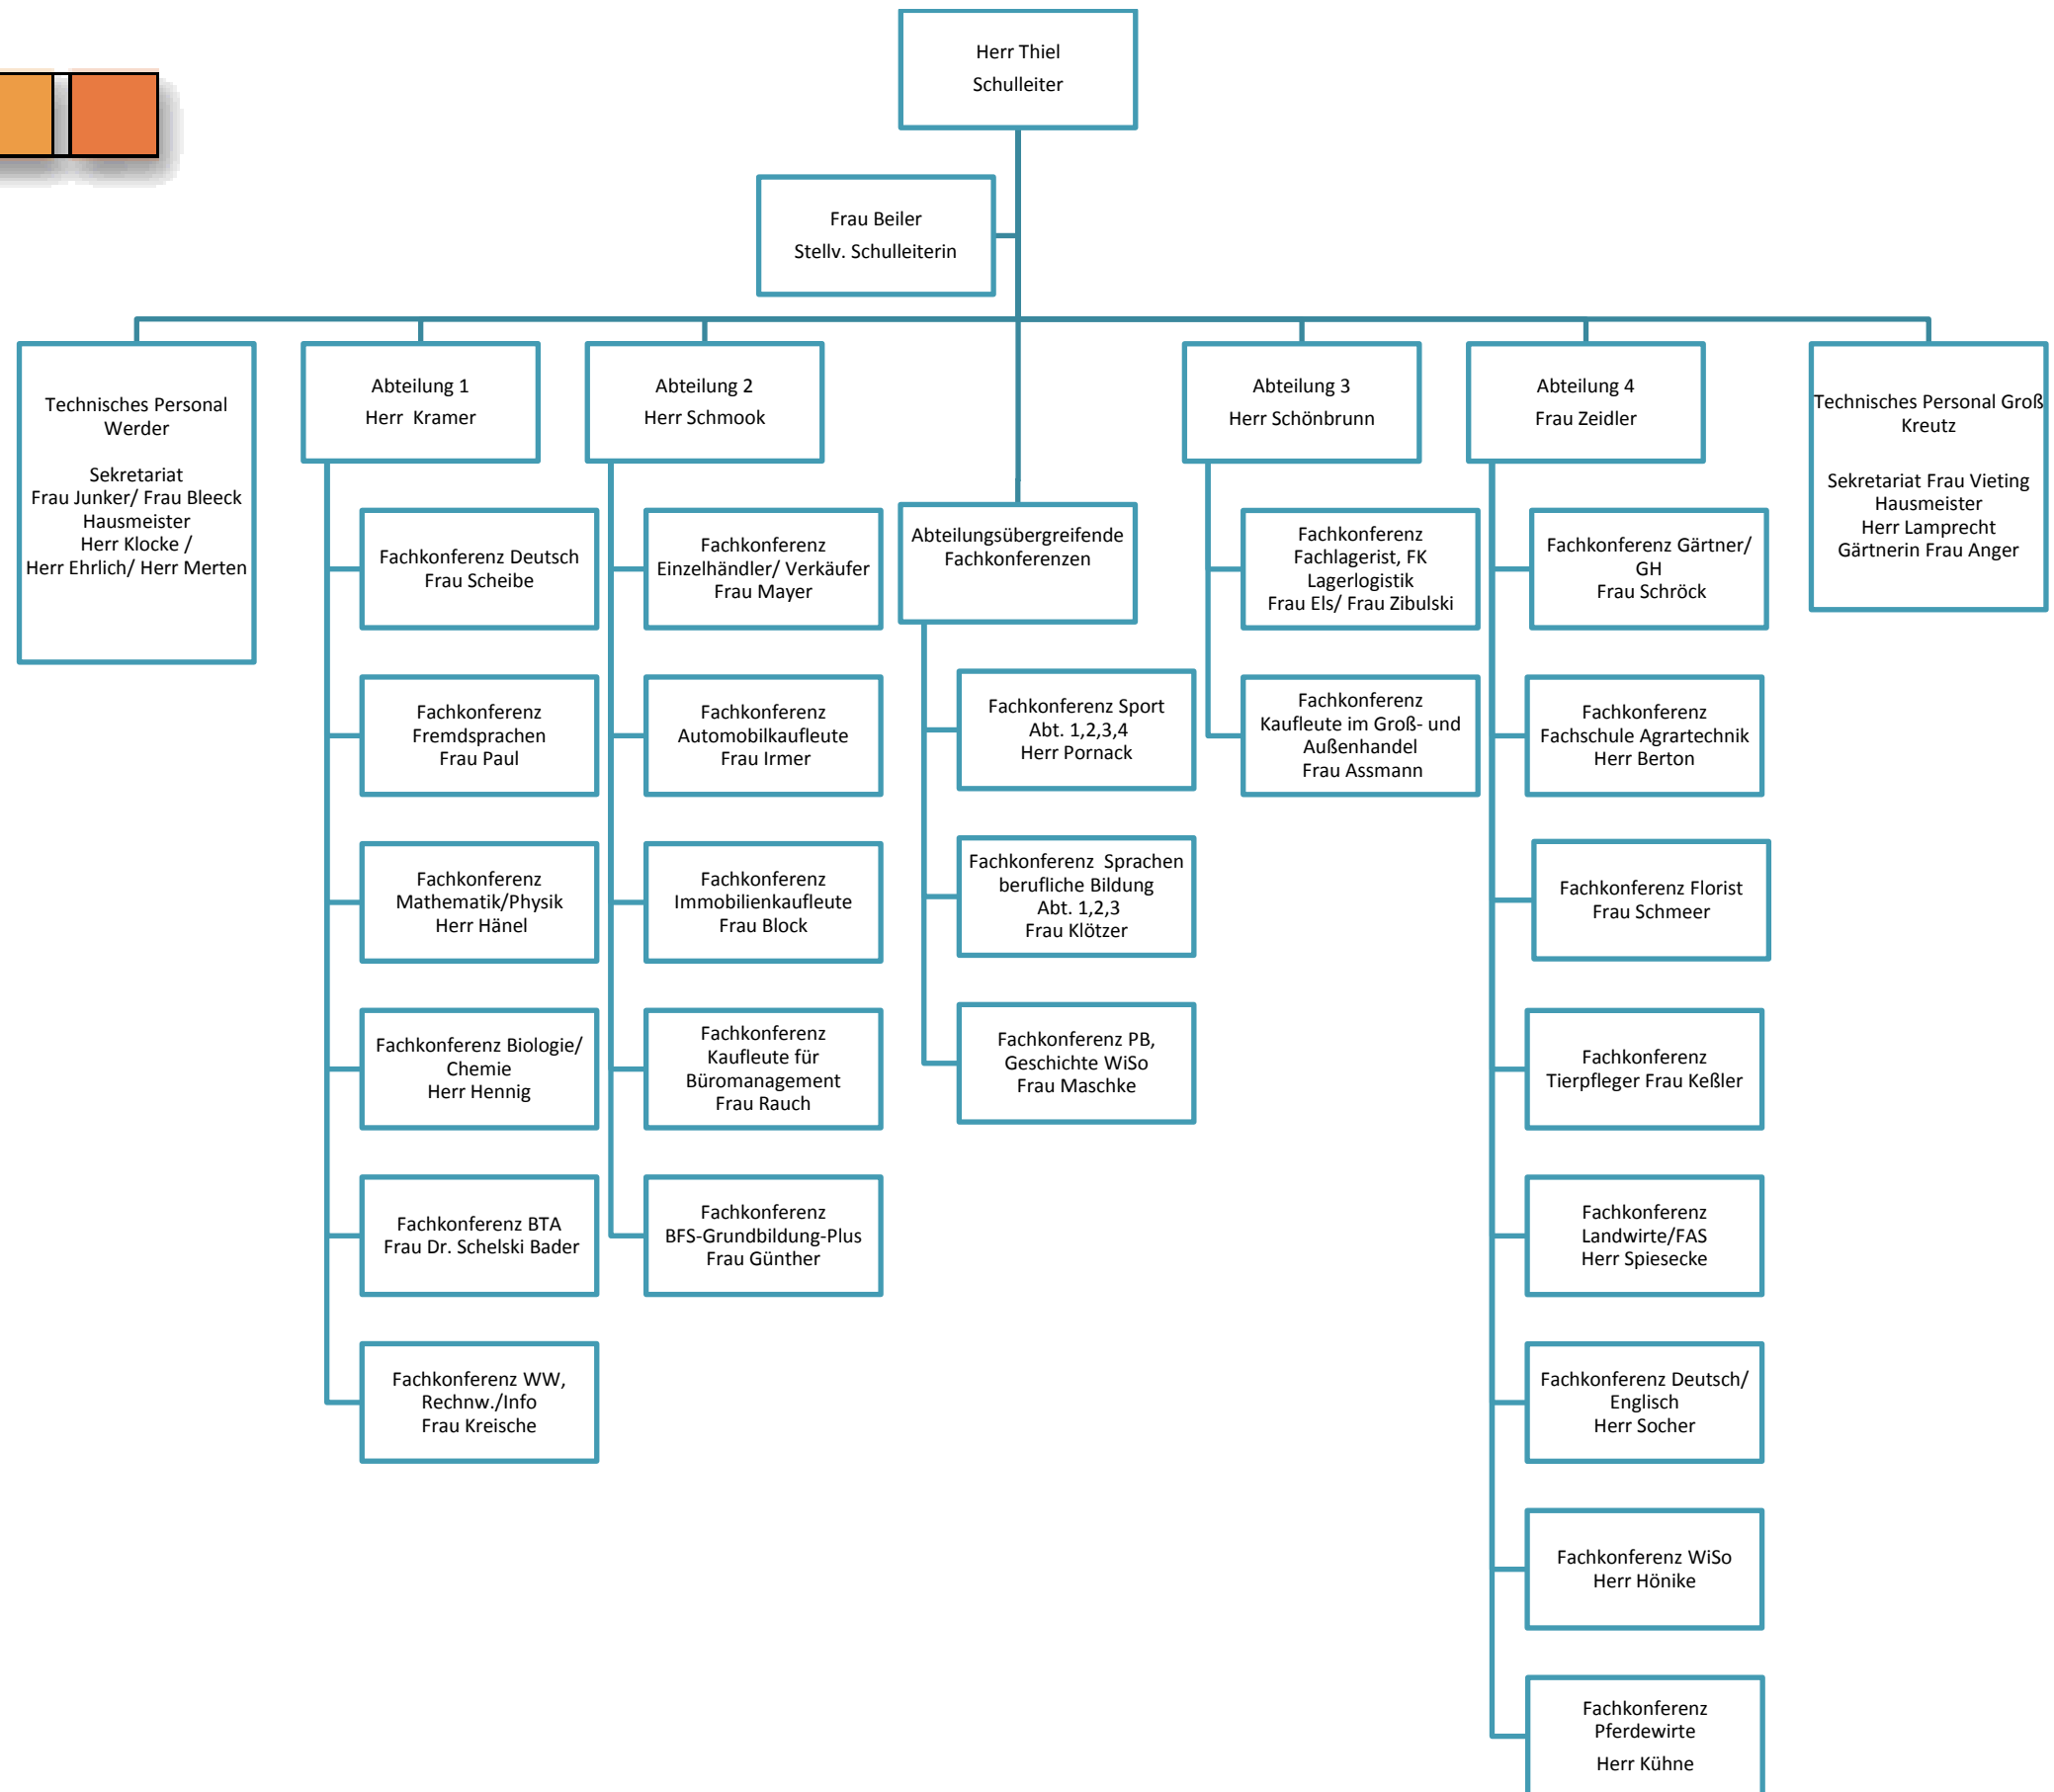 Herr Thiel
Schulleiter
Frau Beiler
Stellv. Schulleiterin
Technisches Personal
Werder
Sekretariat
Frau Junker/ Frau Bleeck
Hausmeister
Herr Klocke /
Herr Ehrlich/ Herr Merten
Abteilung 1
Herr  Kramer
Fachkonferenz Deutsch
Frau Scheibe
Fachkonferenz
Fremdsprachen
Frau Paul
Fachkonferenz
Mathematik/Physik
Herr Hänel
Fachkonferenz Biologie/
Chemie
Herr Hennig
Fachkonferenz BTA
Frau Dr. Schelski Bader
Fachkonferenz WW,
Rechnw./Info
Frau Kreische
Abteilung 2
Herr Schmook
Fachkonferenz
Einzelhändler/ Verkäufer
Frau Mayer
Fachkonferenz
Automobilkaufleute
Frau Irmer
Fachkonferenz
Immobilienkaufleute
Frau Block
Fachkonferenz
Kaufleute für
Büromanagement
Frau Rauch
Fachkonferenz
BFS-Grundbildung-Plus
Frau Günther
Abteilungsübergreifende
Fachkonferenzen
Fachkonferenz Sport
Abt. 1,2,3,4
Herr Pornack
Fachkonferenz  Sprachen
berufliche Bildung
Abt. 1,2,3
Frau Klötzer
Fachkonferenz PB,
Geschichte WiSo
Frau Maschke
Abteilung 3
Herr Schönbrunn
Fachkonferenz
Fachlagerist, FK
Lagerlogistik
Frau Els/ Frau Zibulski
Fachkonferenz
Kaufleute im Groß- und
Außenhandel
Frau Assmann
Abteilung 4
Frau Zeidler
Fachkonferenz Gärtner/
GH
Frau Schröck
Fachkonferenz
Fachschule Agrartechnik
Herr Berton
Fachkonferenz Florist
Frau Schmeer
Fachkonferenz
Tierpfleger Frau Keßler
Fachkonferenz
Landwirte/FAS
Herr Spiesecke
Fachkonferenz Deutsch/
Englisch
Herr Socher
Fachkonferenz WiSo
Herr Hönike
Fachkonferenz
Pferdewirte
Herr Kühne
Technisches Personal Groß
Kreutz
Sekretariat Frau Vieting
Hausmeister
Herr Lamprecht
Gärtnerin Frau Anger